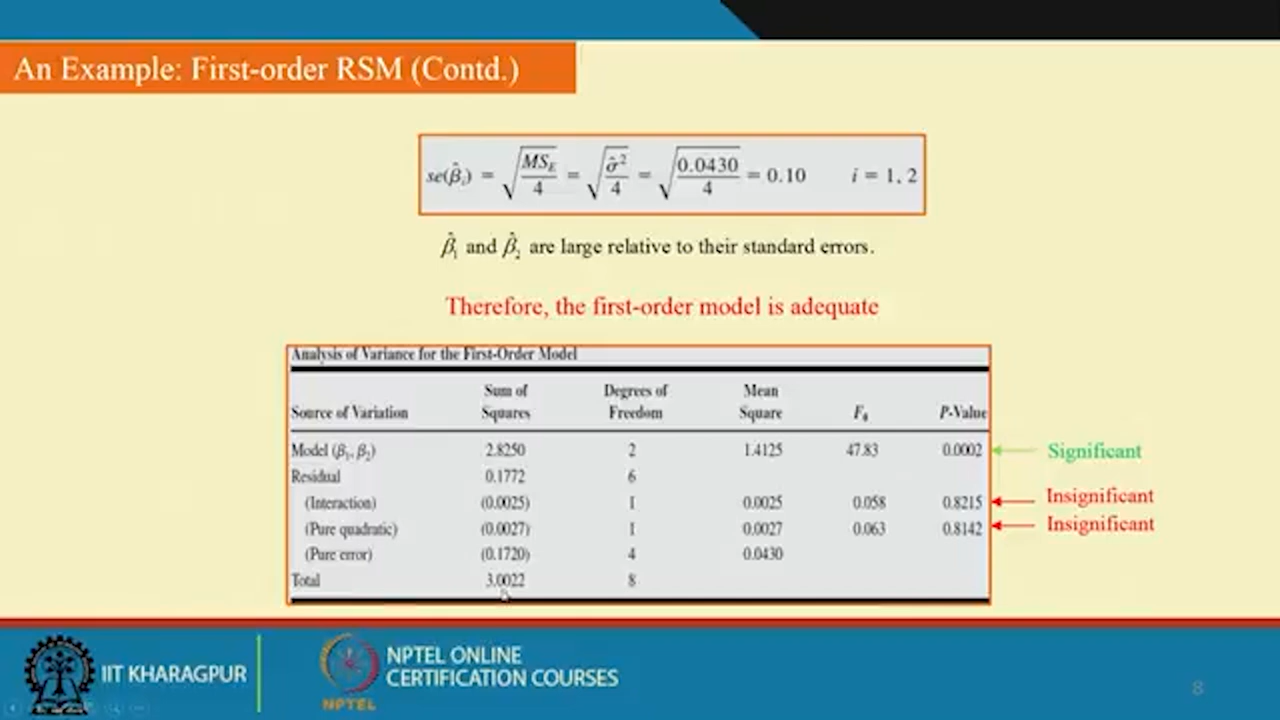 An Example: First-order RSM (Contd.)
se(β̂ᵢ) = √(MS_E/4) = √(σ̂²/4) = √(0.0430/4) = 0.10 i = 1, 2
β̂₁ and β̂₂ are large relative to their standard errors.
Therefore, the first-order model is adequate
Analysis of Variance for the First-Order Model
Source of Variation Sum of Squares Degrees of Freedom Mean Square F₀ P-Value
Model (β₁, β₂) 2.8250 2 1.4125 47.83 0.0002 Significant
Residual 0.1772 6
(Interaction) (0.0025) 1 0.0025 0.058 0.8215 Insignificant
(Pure quadratic) (0.0027) 1 0.0027 0.063 0.8142 Insignificant
(Pure error) (0.1720) 4 0.0430
Total 3.0022 8
IIT KHARAGPUR
NPTEL
NPTEL ONLINE
CERTIFICATION COURSES
8